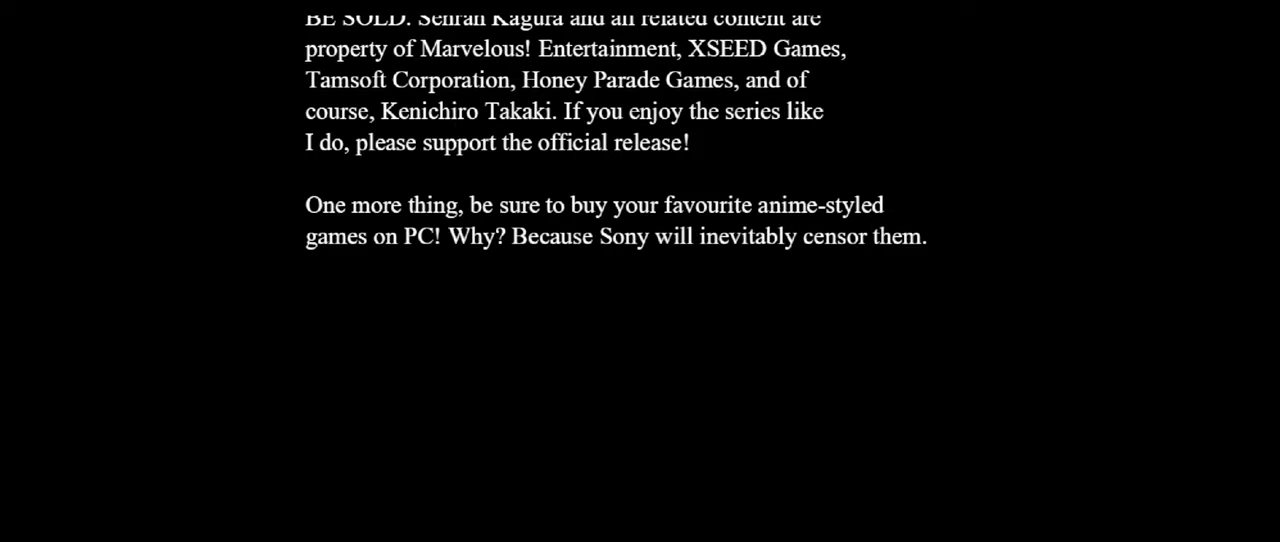 BE SOLD. Senran Kagura and all related content are
property of Marvelous! Entertainment, XSEED Games,
Tamsoft Corporation, Honey Parade Games, and of
course, Kenichiro Takaki. If you enjoy the series like
I do, please support the official release!
One more thing, be sure to buy your favourite anime-styled
games on PC! Why? Because Sony will inevitably censor them.